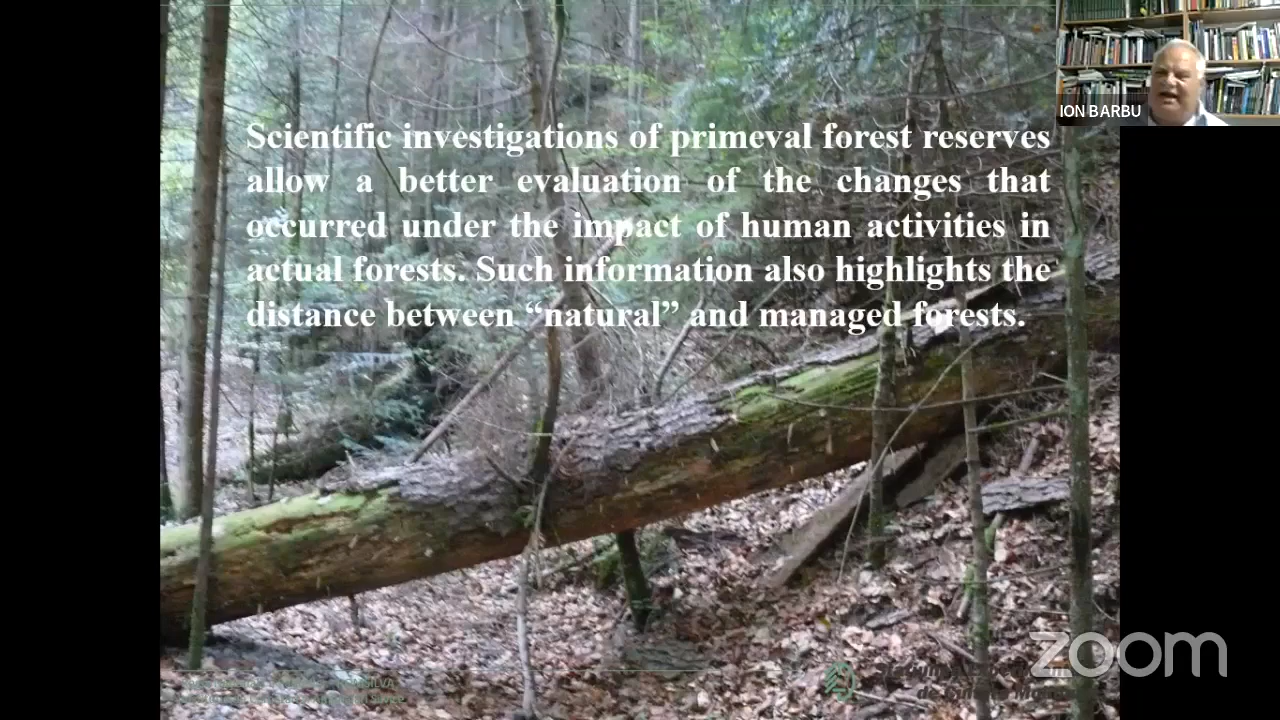 ION BARBU
Scientific investigations of primeval forest reserves
allow a better evaluation of the changes that
occurred under the impact of human activities in
actual forests. Such information also highlights the
distance between “natural” and managed forests.
zoom